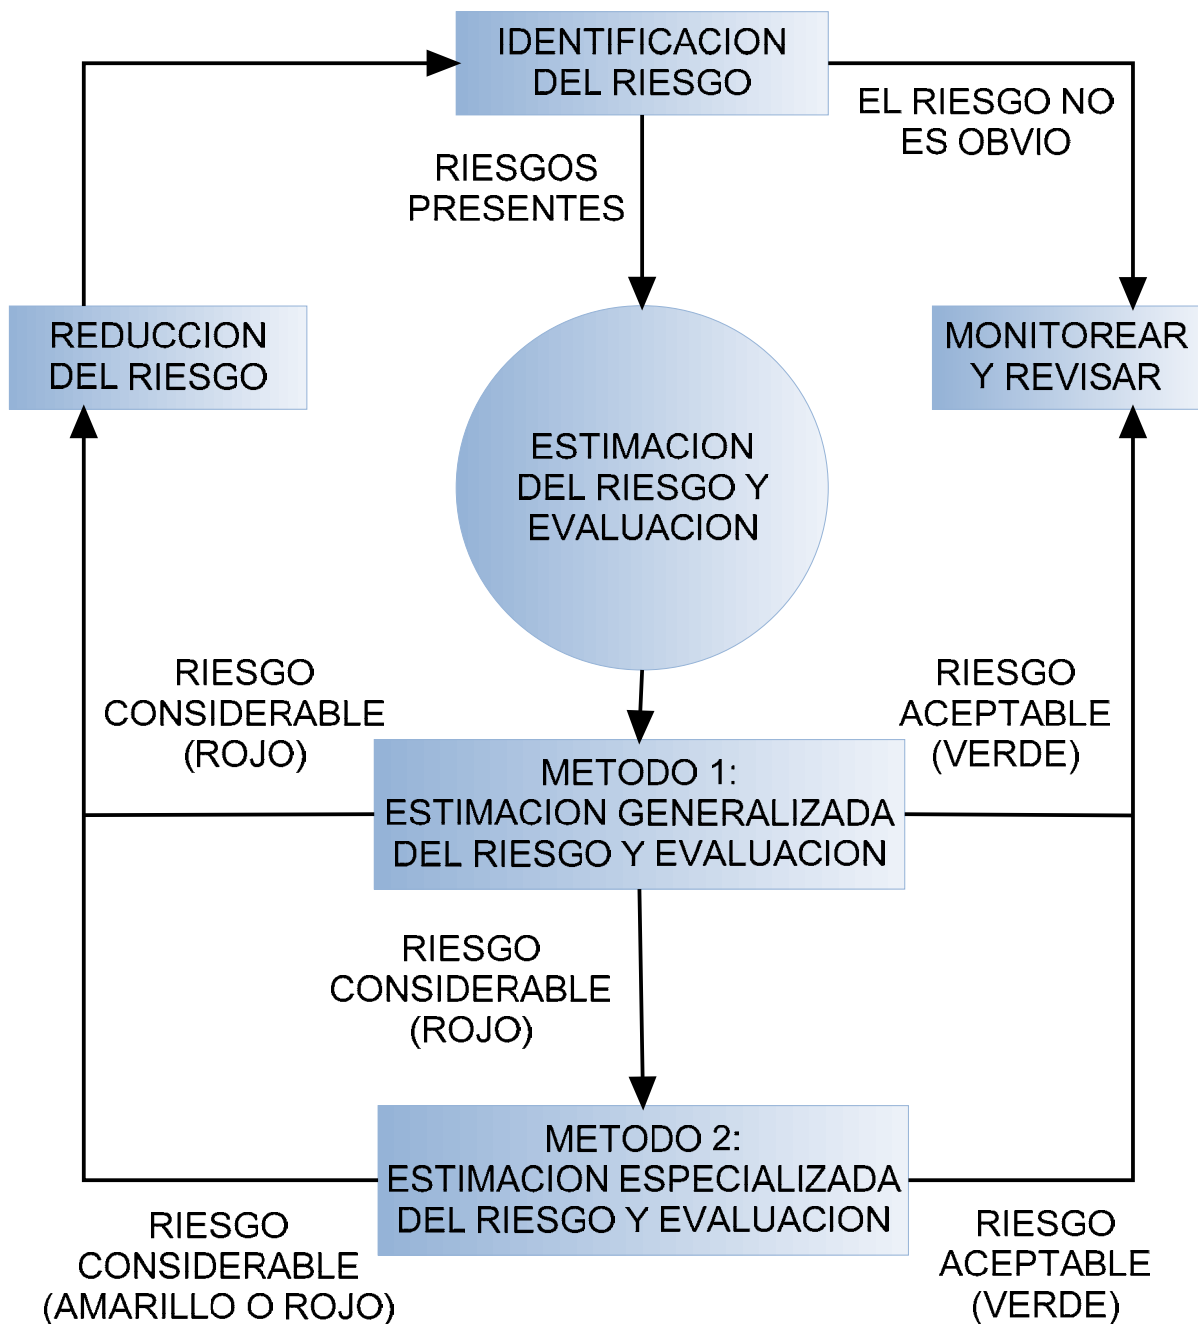 IDENTIFICACION
DEL RIESGO
EL RIESGO NO
ES OBVIO
RIESGOS
PRESENTES
REDUCCION
DEL RIESGO
MONITOREAR
Y REVISAR
ESTIMACION
DEL RIESGO Y
EVALUACION
RIESGO
CONSIDERABLE
(ROJO)
RIESGO
ACEPTABLE
(VERDE)
METODO 1:
ESTIMACION GENERALIZADA
DEL RIESGO Y EVALUACION
RIESGO
CONSIDERABLE
(ROJO)
METODO 2:
ESTIMACION ESPECIALIZADA
DEL RIESGO Y EVALUACION
RIESGO
CONSIDERABLE
(AMARILLO O ROJO)
RIESGO
ACEPTABLE
(VERDE)